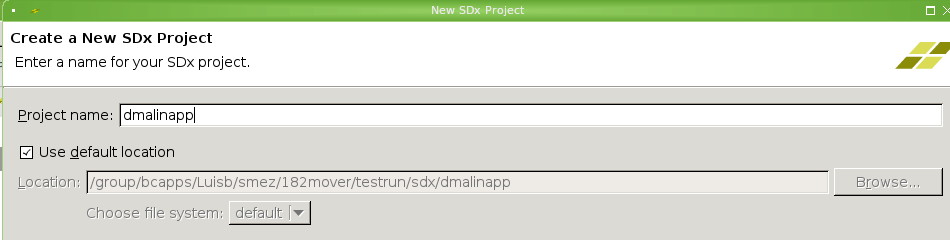 New SDx Project
Create a New SDx Project
Enter a name for your SDx project.
Project name: dmalinapp
Use default location
Location: /group/bcapps/Luisb/smez/182mover/testrun/sdx/dmalinapp Browse...
Choose file system: default